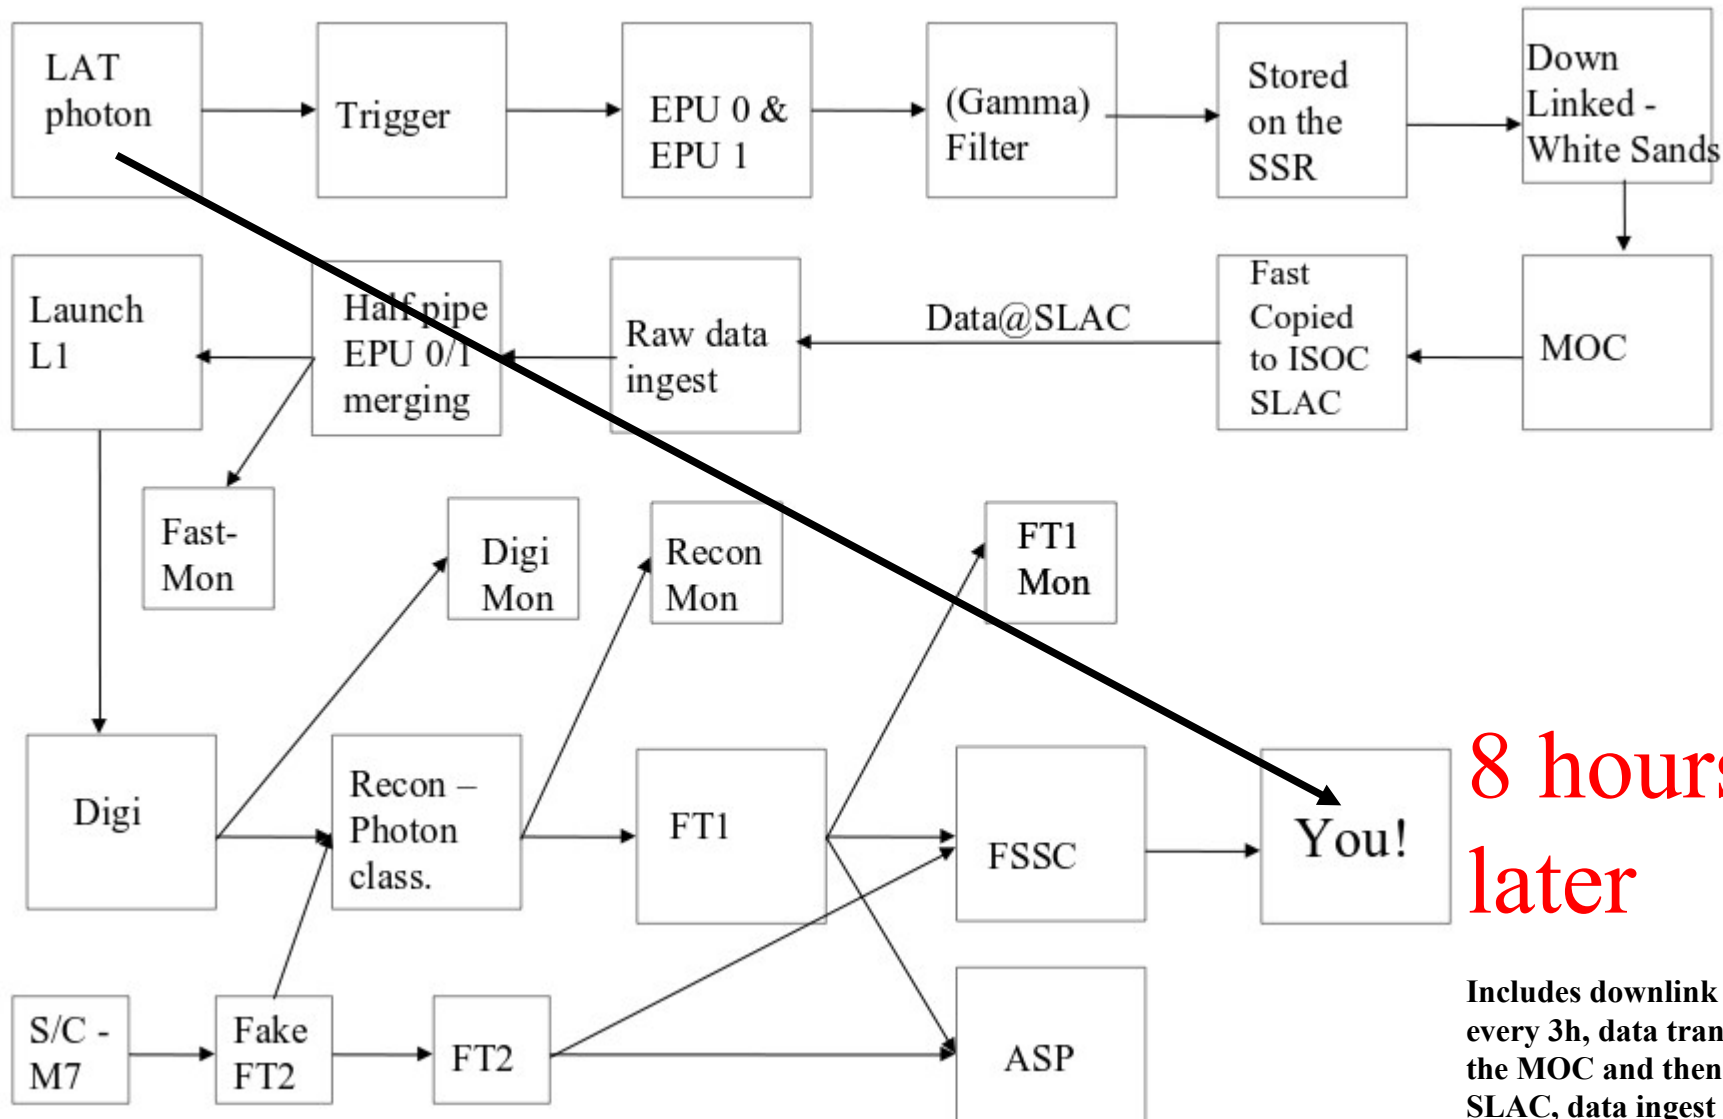 LAT
photon
Trigger
EPU 0 &
EPU 1
(Gamma)
Filter
Stored
on the
SSR
Down
Linked -
White Sands
Launch
L1
Half pipe
EPU 0/1
merging
Raw data
ingest
Data@SLAC
Fast
Copied
to ISOC
SLAC
MOC
Fast-
Mon
Digi
Mon
Recon
Mon
FT1
Mon
Digi
Recon –
Photon
class.
FT1
FSSC
You!
8 hours
later
S/C -
M7
Fake
FT2
FT2
ASP
Includes downlink
every 3h, data tran
the MOC and then
SLAC, data ingest